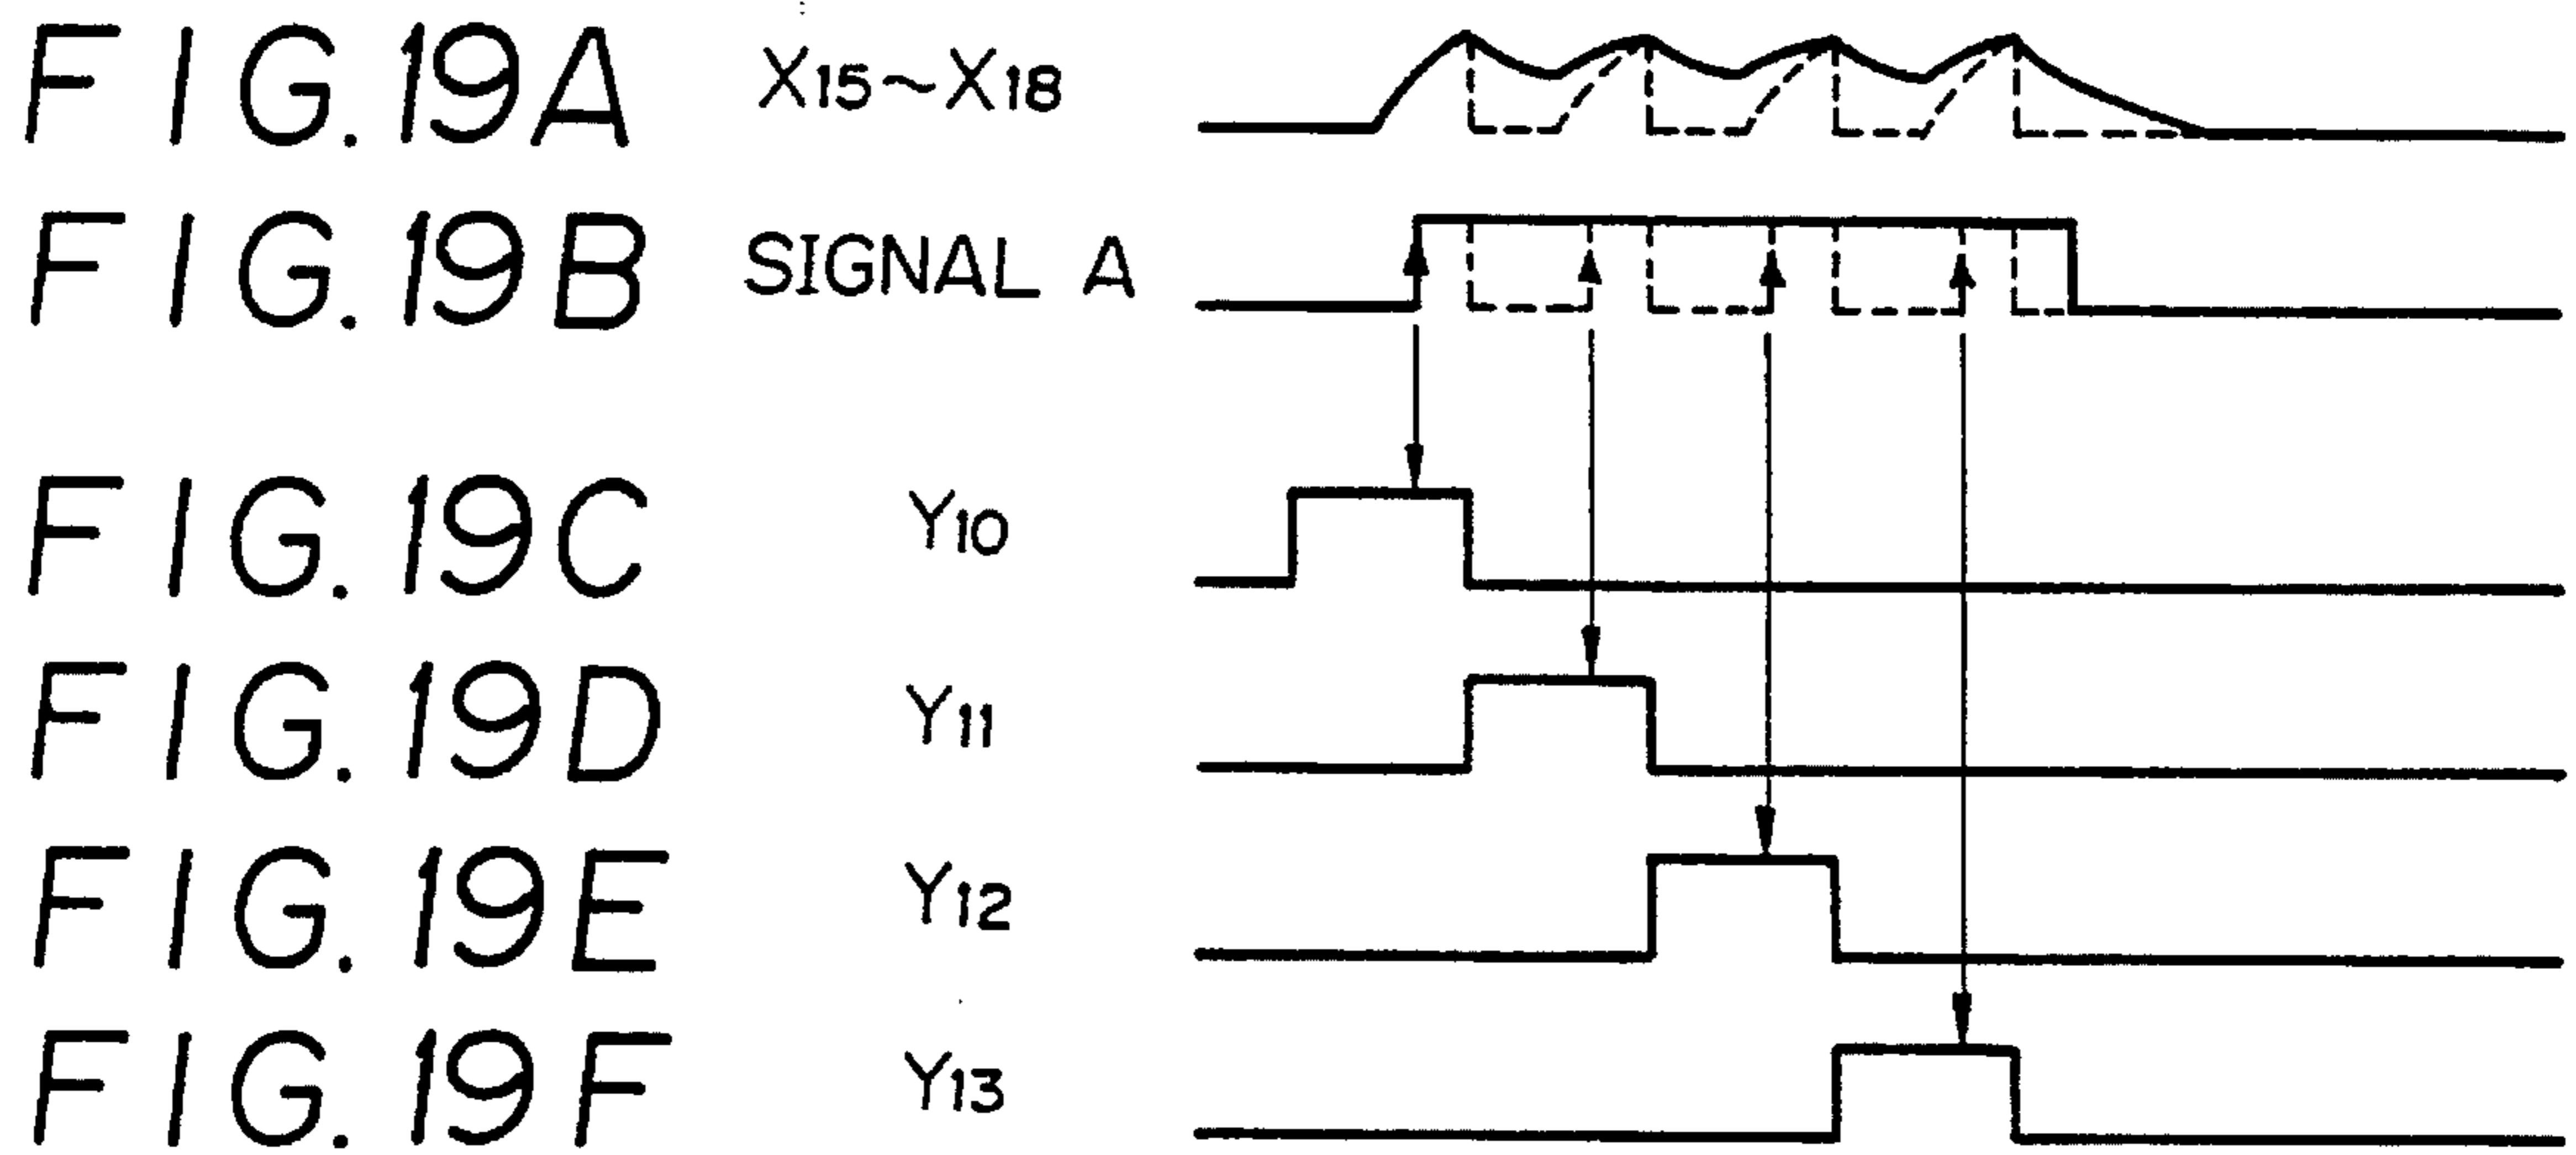 FIG. 19A X15~X18
FIG. 19B SIGNAL A
FIG. 19C Y10
FIG. 19D Y11
FIG. 19E Y12
FIG. 19F Y13